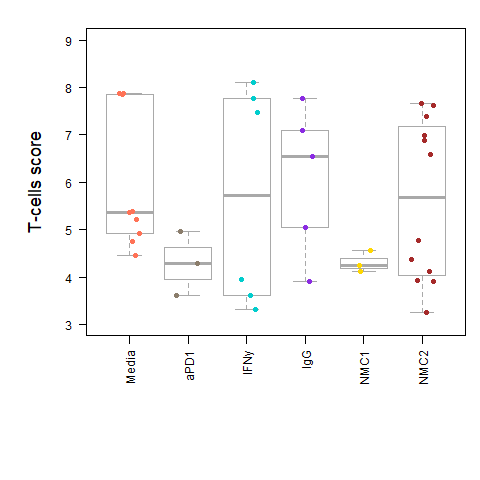 T-cells score
9
8
7
6
5
4
3
Media
aPD1
IFNy
IgG
NMC1
NMC2